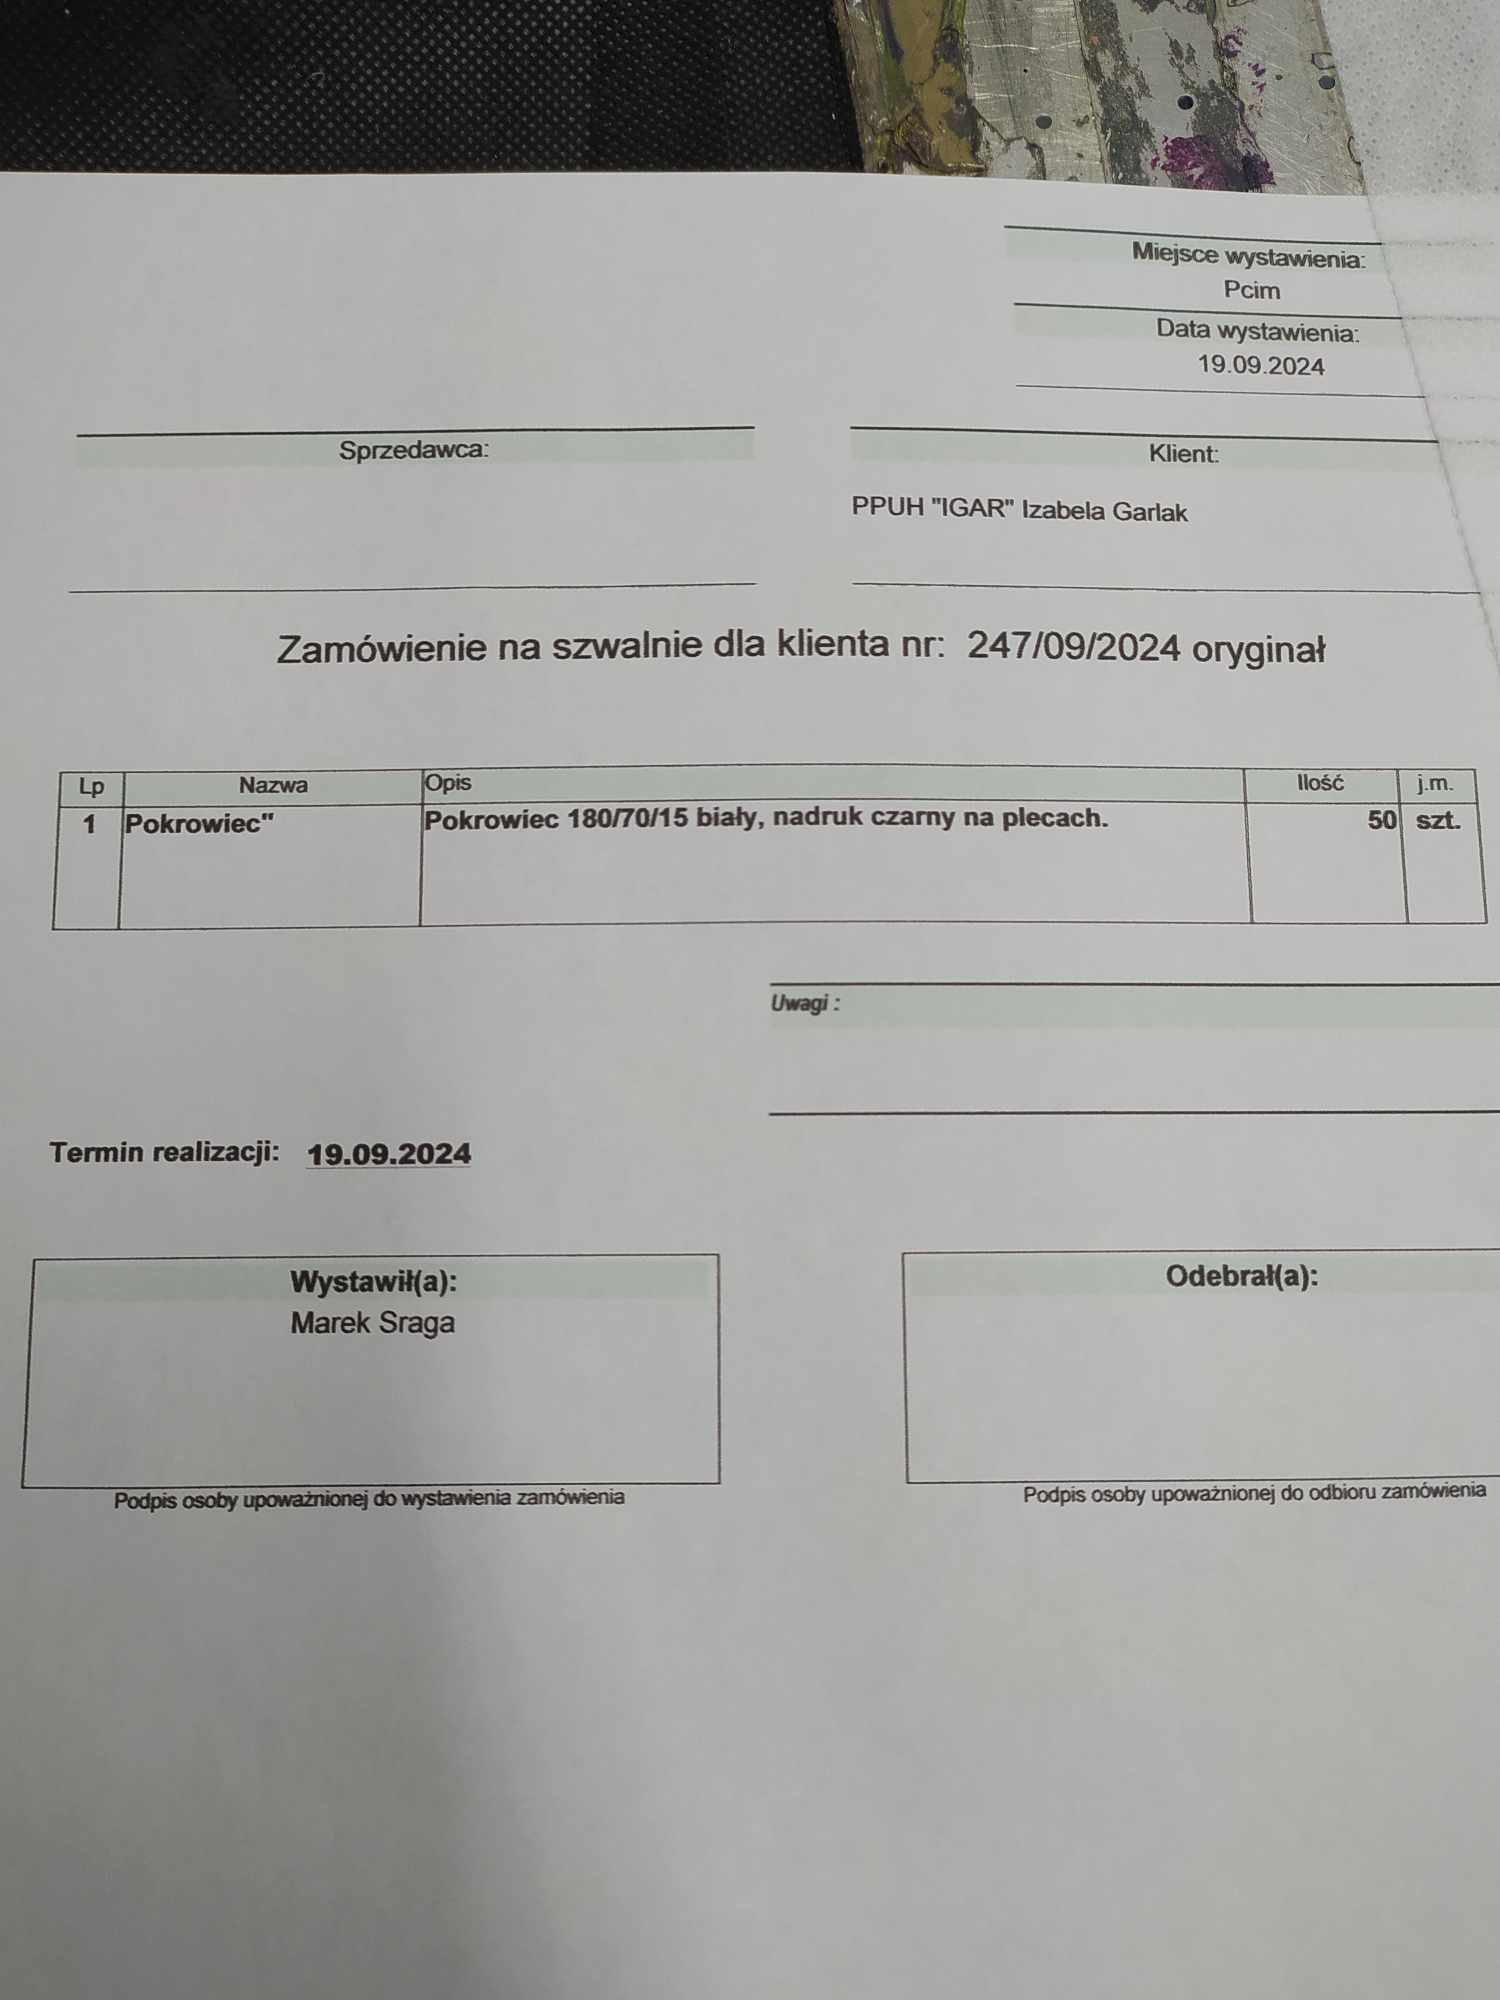 Miejsce wystawienia:
Pcim
Data wystawienia:
19.09.2024
Sprzedawca:
Klient:
PPUH "IGAR" Izabela Garlak
Zamówienie na szwalnie dla klienta nr: 247/09/2024 oryginał
Lp Nazwa Opis Ilość j.m.
1 Pokrowiec" Pokrowiec 180/70/15 biały, nadruk czarny na plecach. 50 szt.
Uwagi :
Termin realizacji: 19.09.2024
Wystawił(a):
Marek Sraga
Odebrał(a):
Podpis osoby upoważnionej do wystawienia zamówienia
Podpis osoby upoważnionej do odbioru zamówienia